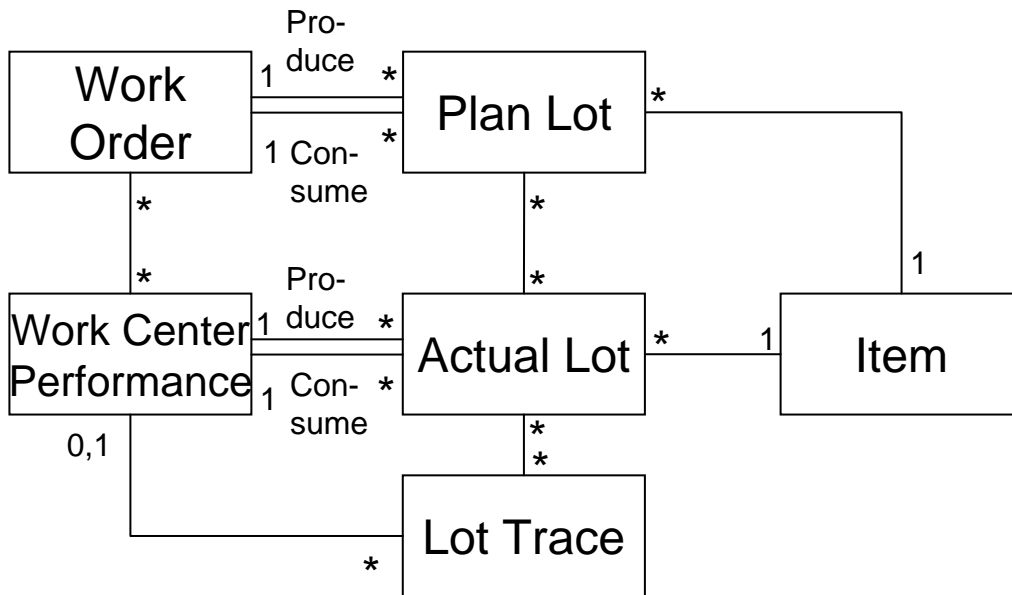 Pro-
duce
1
*
Work
Order
Plan Lot
*
1
Con-
sume
*
*
*
*
*
1
Pro-
duce
1
*
Work Center
Performance
Actual Lot
*
1
Item
1
Con-
sume
*
0,1
*
*
Lot Trace
*